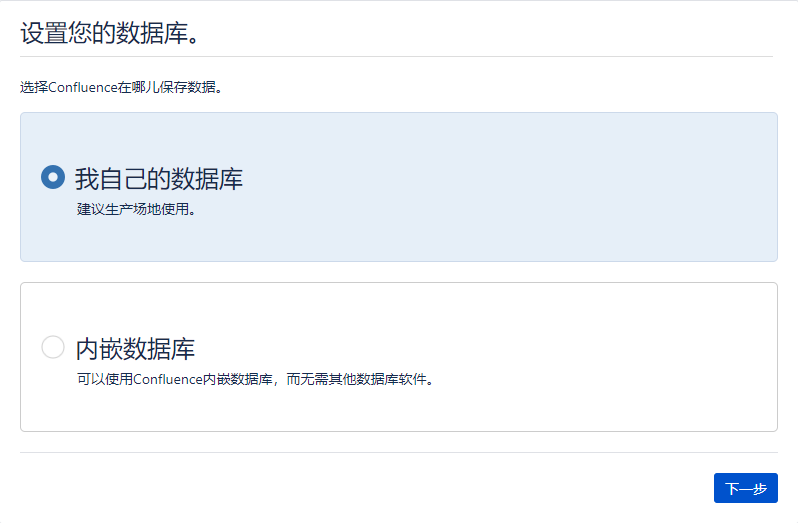 设置您的数据库。
选择Confluence在哪儿保存数据。
我自己的数据库
建议生产场地使用。
内嵌数据库
可以使用Confluence内嵌数据库，而无需其他数据库软件。
下一步